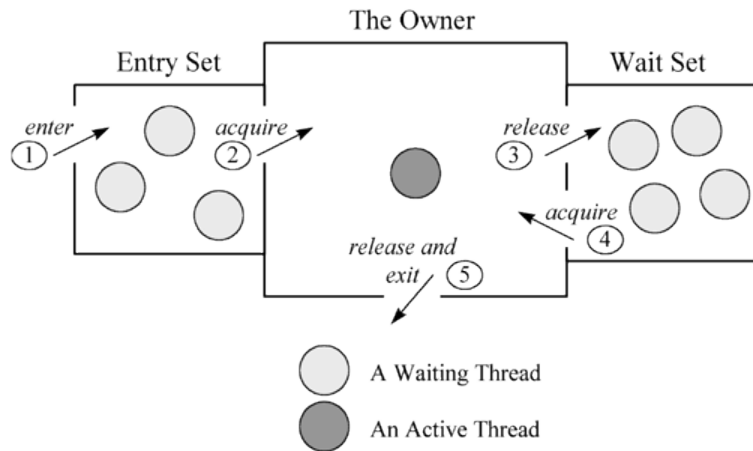 The Owner
Entry Set
Wait Set
enter
1
acquire
2
release
3
acquire
4
release and
exit
5
A Waiting Thread
An Active Thread